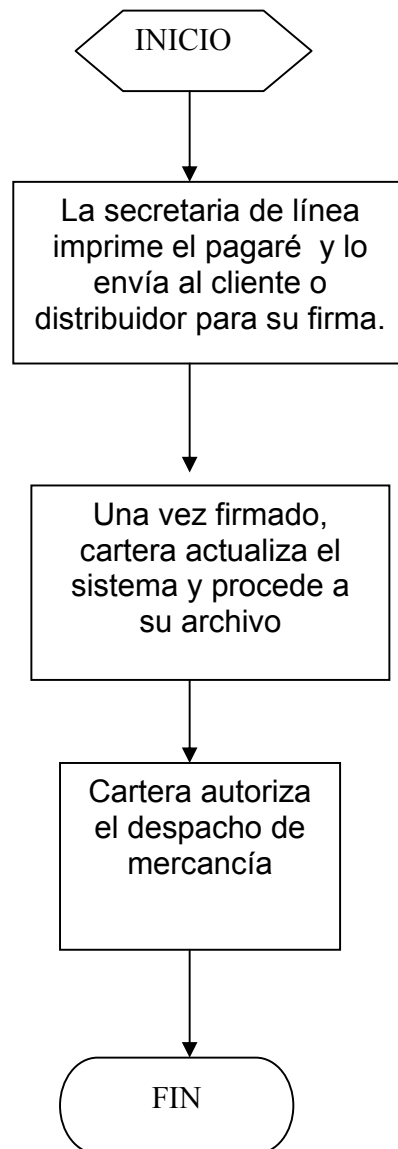 INICIO
La secretaria de línea
imprime el pagaré y lo
envía al cliente o
distribuidor para su firma.
Una vez firmado,
cartera actualiza el
sistema y procede a
su archivo
Cartera autoriza
el despacho de
mercancía
FIN